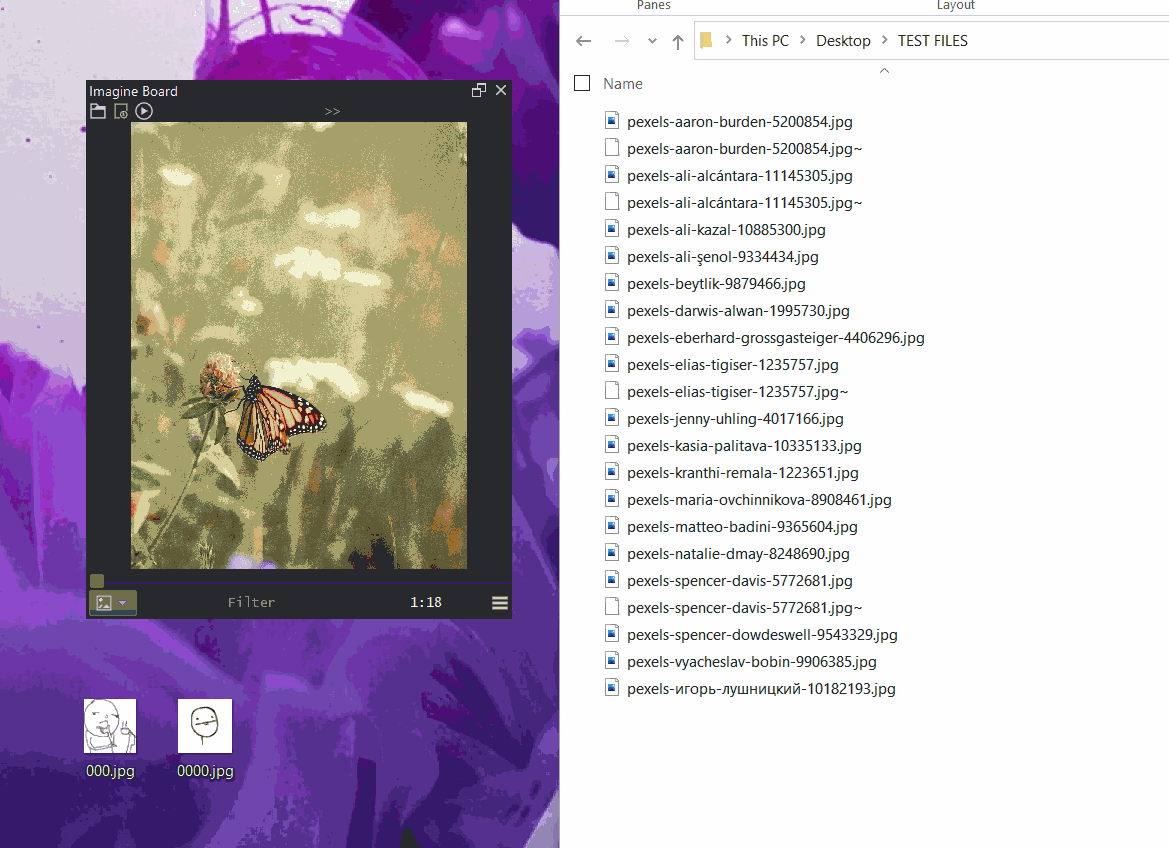 Panes
Layout
This PC
Desktop
TEST FILES
Name
pexels-aaron-burden-5200854.jpg
pexels-aaron-burden-5200854.jpg~
pexels-ali-alcántara-11145305.jpg
pexels-ali-alcántara-11145305.jpg~
pexels-ali-kazal-10885300.jpg
pexels-ali-şenol-9334434.jpg
pexels-beytlik-9879466.jpg
pexels-darwis-alwan-1995730.jpg
pexels-eberhard-grossgasteiger-4406296.jpg
pexels-elias-tigiser-1235757.jpg
pexels-elias-tigiser-1235757.jpg~
pexels-jenny-uhling-4017166.jpg
pexels-kasia-palitava-10335133.jpg
pexels-kranthi-remala-1223651.jpg
pexels-maria-ovchinnikova-8908461.jpg
pexels-matteo-badini-9365604.jpg
pexels-natalie-dmay-8248690.jpg
pexels-spencer-davis-5772681.jpg
pexels-spencer-davis-5772681.jpg~
pexels-spencer-dowdeswell-9543329.jpg
pexels-vyacheslav-bobin-9906385.jpg
pexels-игорь-лушницкий-10182193.jpg
Imagine Board
>>
Filter
1:18
000.jpg
0000.jpg